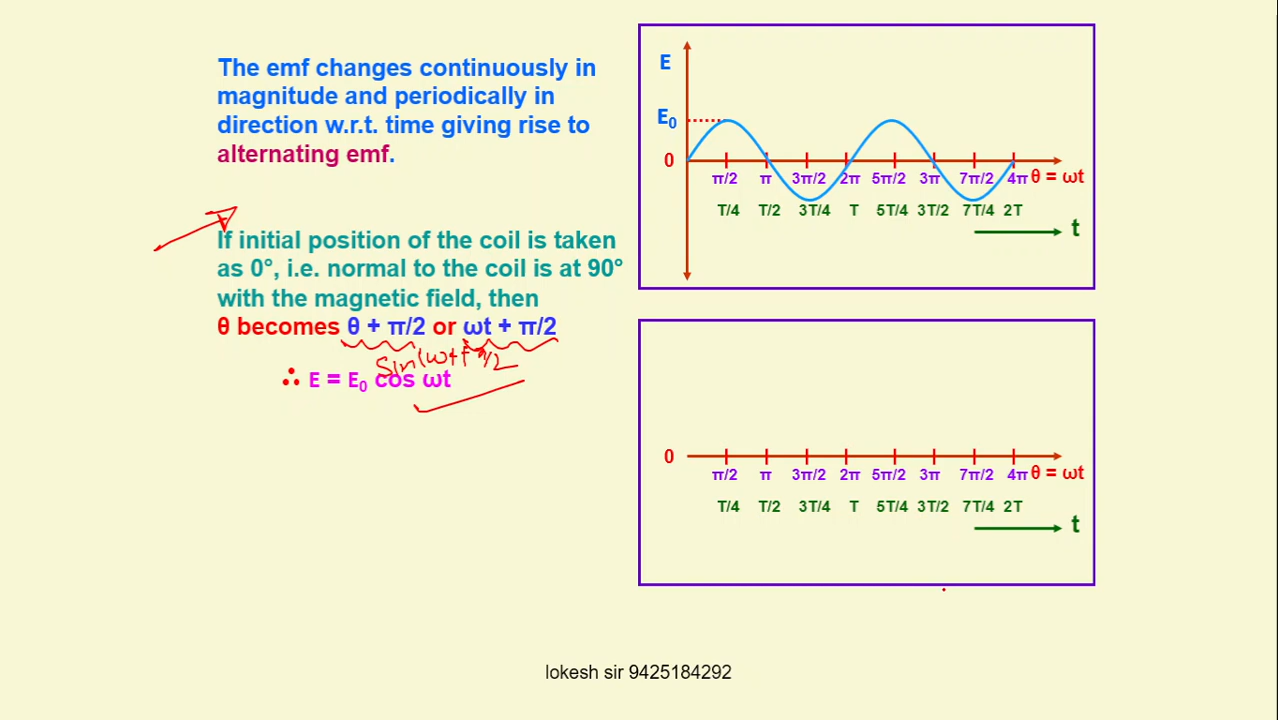 The emf changes continuously in
magnitude and periodically in
direction w.r.t. time giving rise to
alternating emf.
If initial position of the coil is taken
as 0°, i.e. normal to the coil is at 90°
with the magnetic field, then
θ becomes θ + π/2 or ωt + π/2
Sin(ωt+π/2
∴ E = E₀ cos ωt
E
E₀
0
π/2 π 3π/2 2π 5π/2 3π 7π/2 4π θ = ωt
T/4 T/2 3T/4 T 5T/4 3T/2 7T/4 2T
t
0
π/2 π 3π/2 2π 5π/2 3π 7π/2 4π θ = ωt
T/4 T/2 3T/4 T 5T/4 3T/2 7T/4 2T
t
lokesh sir 9425184292